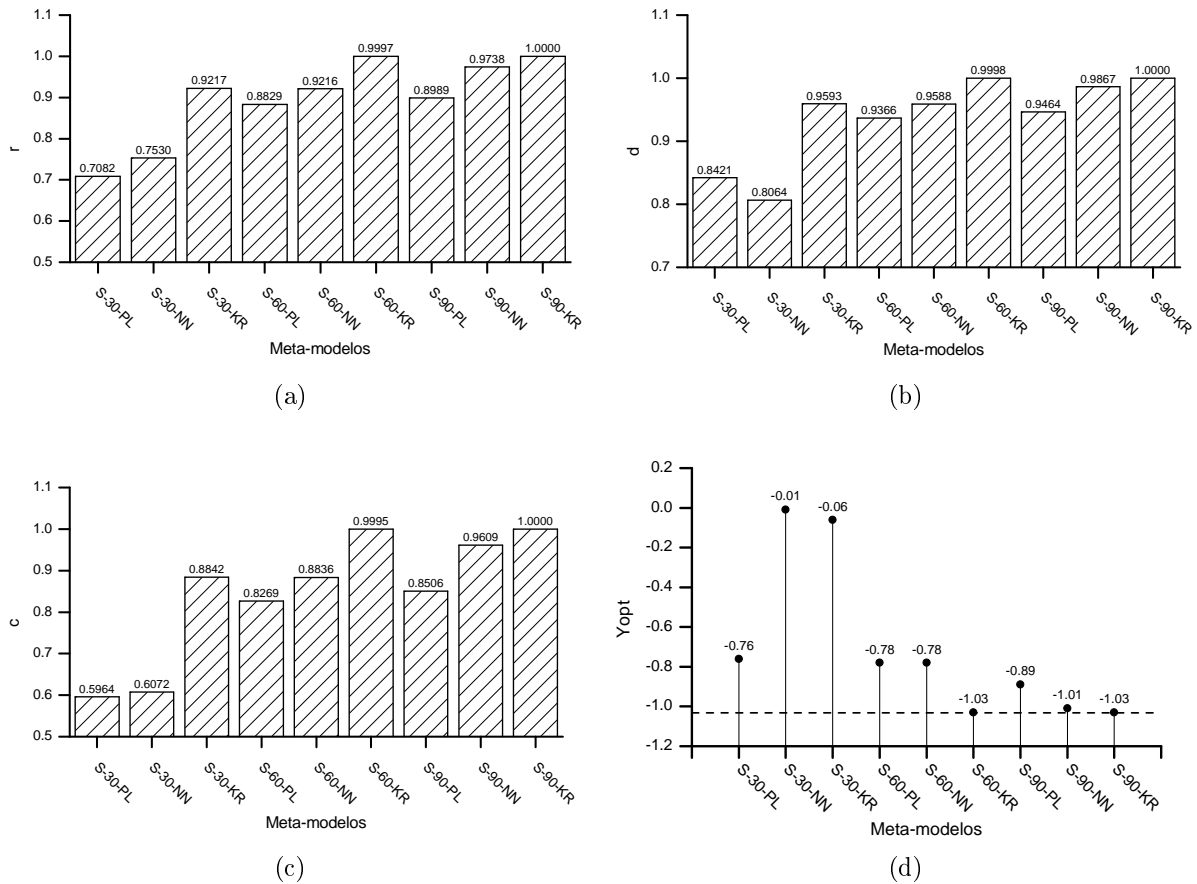 1.1
1.0
0.9
0.8
0.7
0.6
0.5
r
0.7082
0.7530
0.9217
0.8829
0.9216
0.9997
0.8989
0.9738
1.0000
S-30-PL
S-30-NN
S-30-KR
S-60-PL
S-60-NN
S-60-KR
S-90-PL
S-90-NN
S-90-KR
Meta-modelos
(a)
1.1
1.0
0.9
0.8
0.7
d
0.8421
0.8064
0.9593
0.9366
0.9588
0.9998
0.9464
0.9867
1.0000
S-30-PL
S-30-NN
S-30-KR
S-60-PL
S-60-NN
S-60-KR
S-90-PL
S-90-NN
S-90-KR
Meta-modelos
(b)
1.1
1.0
0.9
0.8
0.7
0.6
0.5
c
0.5964
0.6072
0.8842
0.8269
0.8836
0.9995
0.8506
0.9609
1.0000
S-30-PL
S-30-NN
S-30-KR
S-60-PL
S-60-NN
S-60-KR
S-90-PL
S-90-NN
S-90-KR
Meta-modelos
(c)
0.2
0.0
-0.2
-0.4
-0.6
-0.8
-1.0
-1.2
Yopt
-0.76
-0.01
-0.06
-0.78
-0.78
-1.03
-0.89
-1.01
-1.03
S-30-PL
S-30-NN
S-30-KR
S-60-PL
S-60-NN
S-60-KR
S-90-PL
S-90-NN
S-90-KR
Meta-modelos
(d)